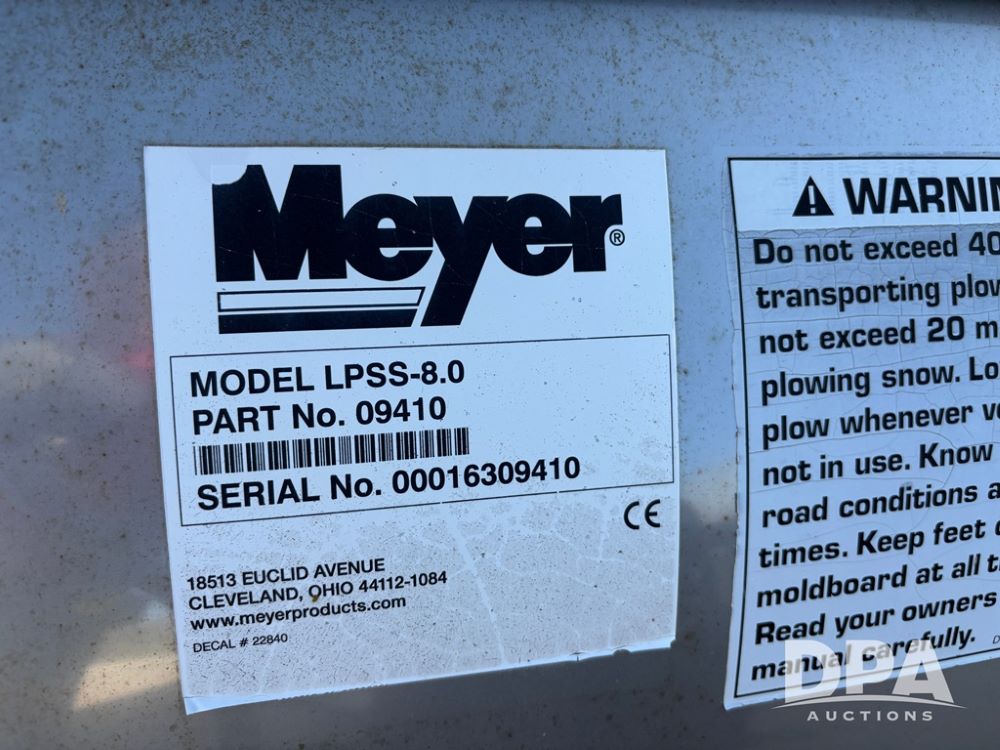 Meyer®
MODEL LPSS-8.0
PART No. 09410
SERIAL No. 00016309410
CE
18513 EUCLID AVENUE
CLEVELAND, OHIO 44112-1084
www.meyerproducts.com
DECAL # 22840
WARNIN
Do not exceed 40
transporting plow
not exceed 20 m
plowing snow. Lo
plow whenever v
not in use. Know
road conditions a
times. Keep feet
moldboard at all t
Read your owners
manual carefully.
DPA
AUCTIONS